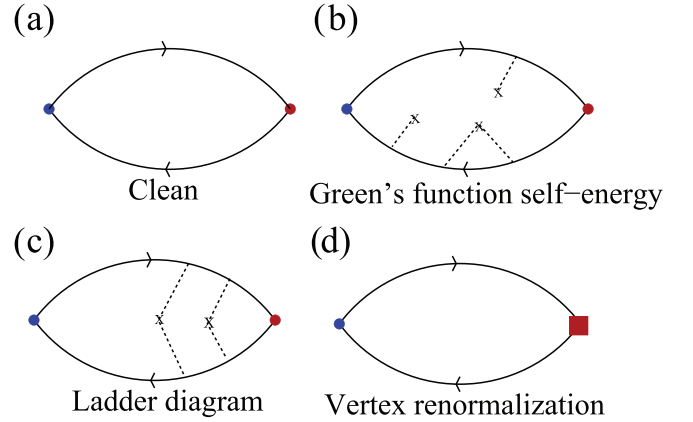 (a)
(b)
x
x
x
Clean
Green's function self−energy
(c)
(d)
x
x
Ladder diagram
Vertex renormalization